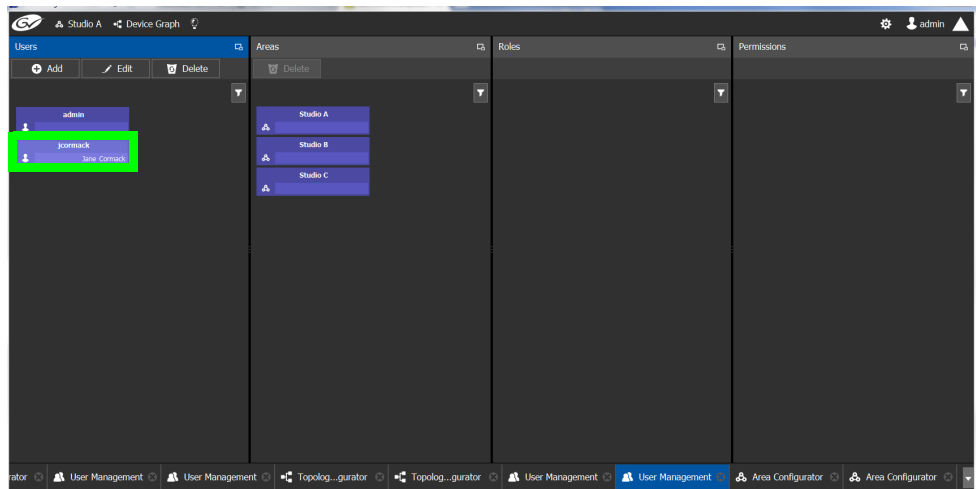 GV Studio A Device Graph admin
Users Areas Roles Permissions
Add Edit Delete Delete
admin Studio A
jcormack Studio B
Jane Cormack
Studio C
rator User Management User Management Topolog...gurator Topolog...gurator User Management User Management Area Configurator Area Configurator